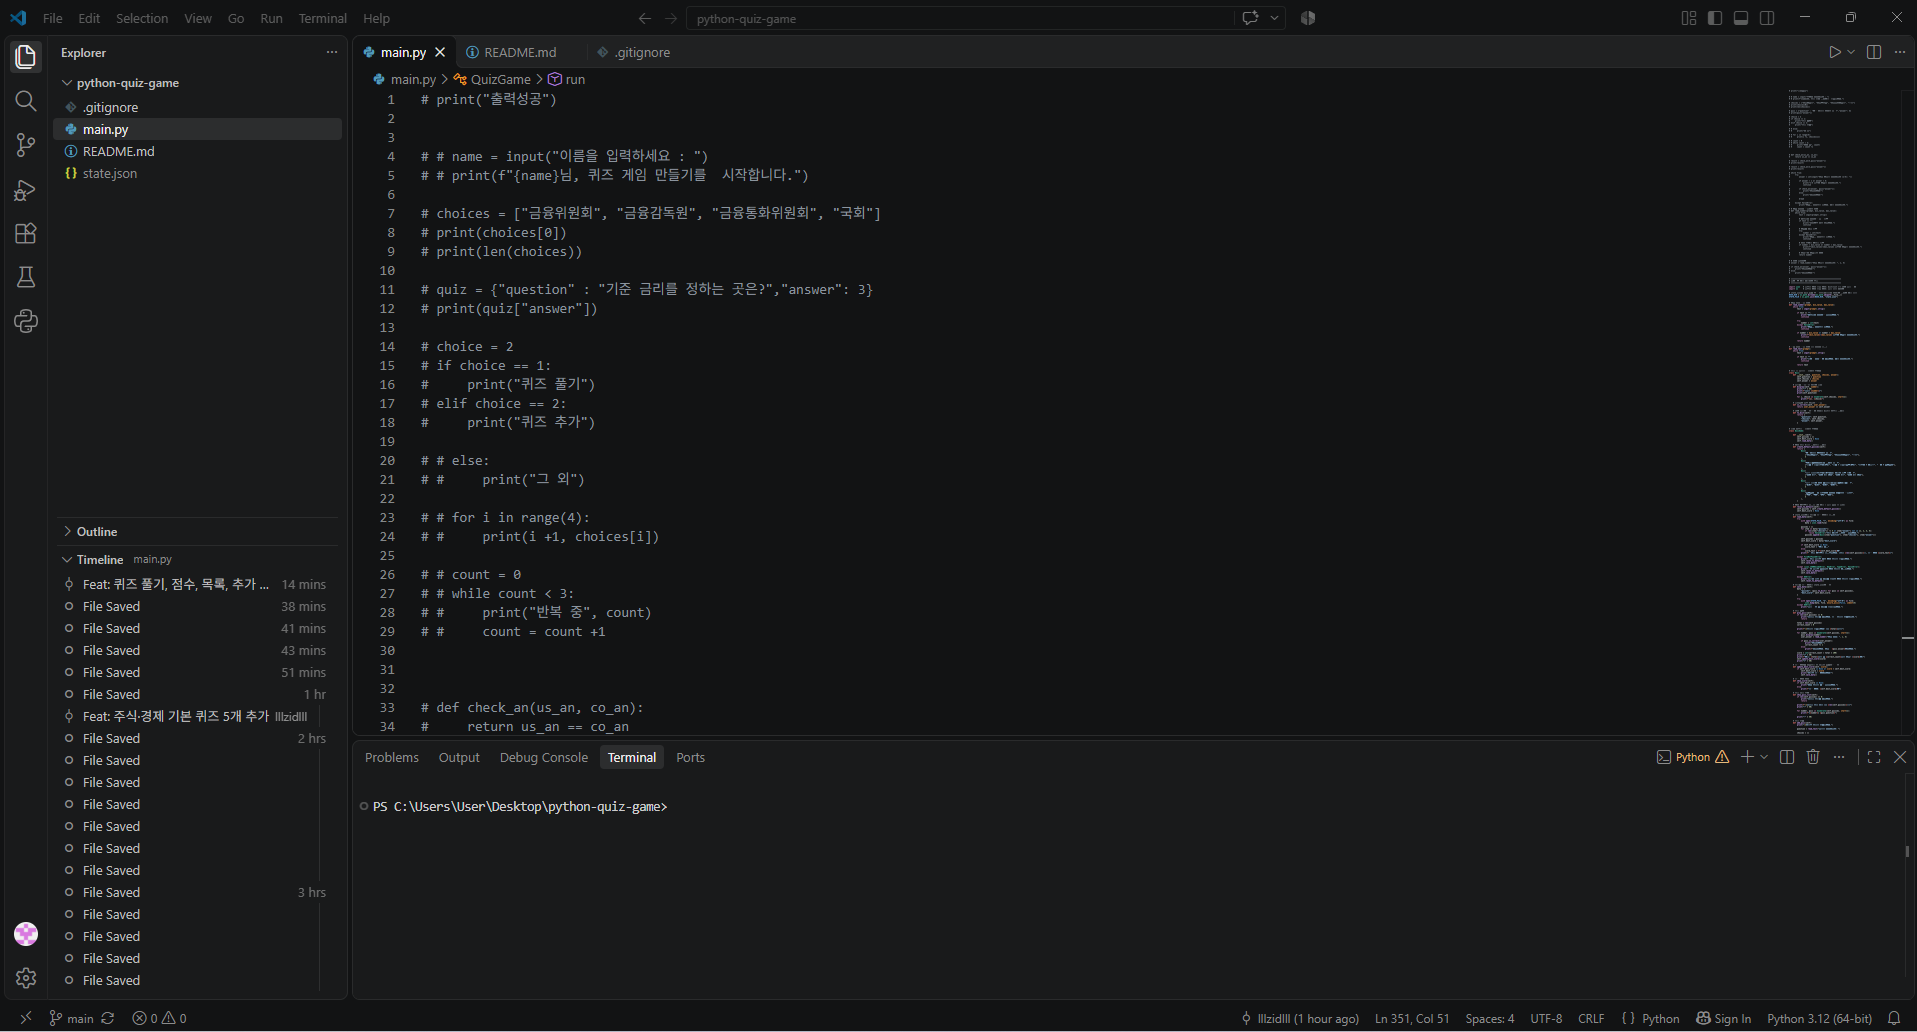 File Edit Selection View Go Run Terminal Help
python-quiz-game
Explorer
python-quiz-game
.gitignore
main.py
README.md
{} state.json
Outline
Timeline main.py
Feat: 퀴즈 풀기, 점수, 목록, 추가 ... 14 mins
File Saved 38 mins
File Saved 41 mins
File Saved 43 mins
File Saved 51 mins
File Saved 1 hr
Feat: 주식·경제 기본 퀴즈 5개 추가 lllzidlll
File Saved 2 hrs
File Saved
File Saved
File Saved
File Saved
File Saved
File Saved
File Saved 3 hrs
File Saved
File Saved
File Saved
File Saved
main.py README.md .gitignore
main.py > QuizGame > run
1 # print("출력성공")
2
3
4 # # name = input("이름을 입력하세요 : ")
5 # # print(f"{name}님, 퀴즈 게임 만들기를  시작합니다.")
6
7 # choices = ["금융위원회", "금융감독원", "금융통화위원회", "국회"]
8 # print(choices[0])
9 # print(len(choices))
10
11 # quiz = {"question" : "기준 금리를 정하는 곳은?","answer": 3}
12 # print(quiz["answer"])
13
14 # choice = 2
15 # if choice == 1:
16 #     print("퀴즈 풀기")
17 # elif choice == 2:
18 #     print("퀴즈 추가")
19
20 # # else:
21 # #     print("그 외")
22
23 # # for i in range(4):
24 # #     print(i +1, choices[i])
25
26 # # count = 0
27 # # while count < 3:
28 # #     print("반복 중", count)
29 # #     count = count +1
30
31
32
33 # def check_an(us_an, co_an):
34 #     return us_an == co_an
Problems Output Debug Console Terminal Ports
Python
PS C:\Users\User\Desktop\python-quiz-game>
main 0 0
lllzidlll (1 hour ago) Ln 351, Col 51 Spaces: 4 UTF-8 CRLF {} Python Sign In Python 3.12 (64-bit)